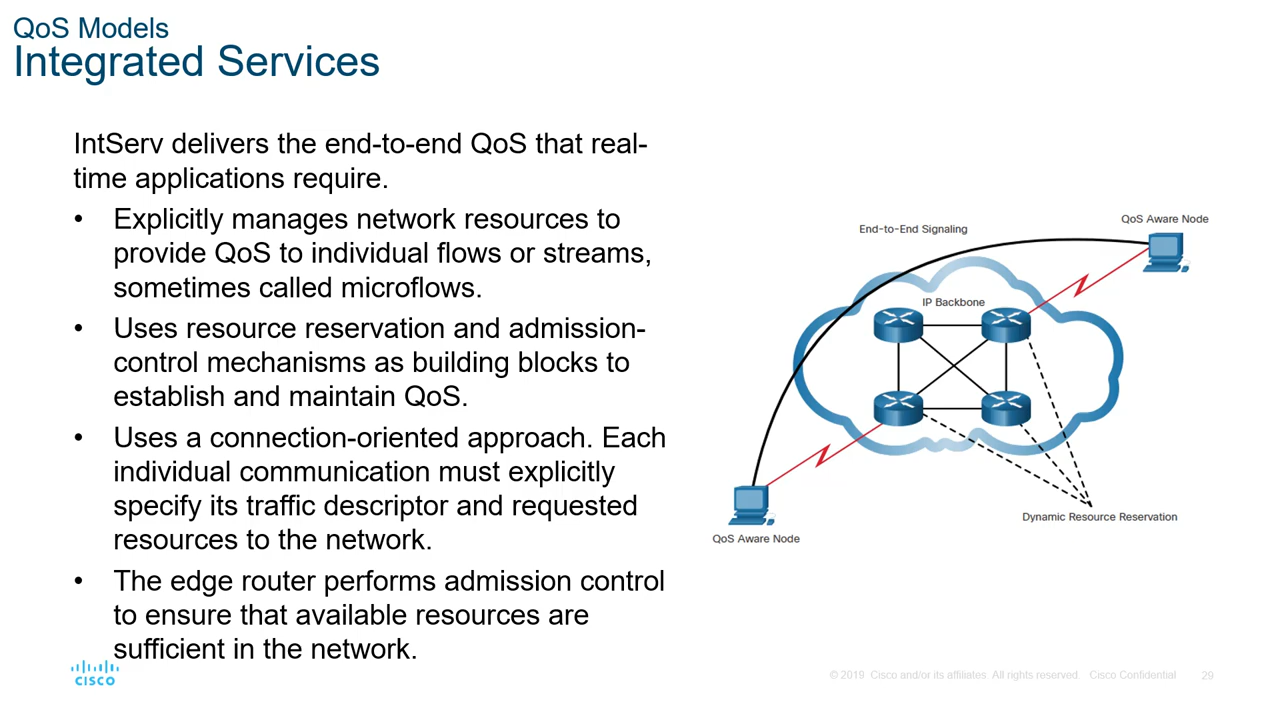 QoS Models
Integrated Services
IntServ delivers the end-to-end QoS that real-
time applications require.
• Explicitly manages network resources to
provide QoS to individual flows or streams,
sometimes called microflows.
• Uses resource reservation and admission-
control mechanisms as building blocks to
establish and maintain QoS.
• Uses a connection-oriented approach. Each
individual communication must explicitly
specify its traffic descriptor and requested
resources to the network.
• The edge router performs admission control
to ensure that available resources are
sufficient in the network.
QoS Aware Node
End-to-End Signaling
IP Backbone
Dynamic Resource Reservation
QoS Aware Node
CISCO
© 2019 Cisco and/or its affiliates. All rights reserved. Cisco Confidential
29